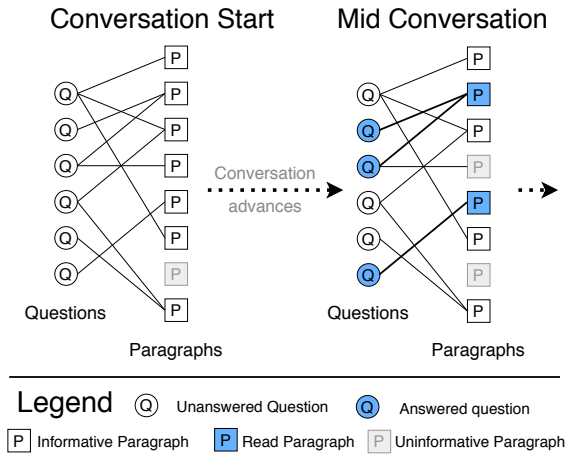 Conversation Start
Mid Conversation
P
P
Q
P
Q
P
Q
P
Q
P
Q
P
Q
P
P
Questions
Paragraphs
Conversation
advances
P
Q
P
Q
P
Q
P
Q
P
Q
P
Q
P
P
Questions
Paragraphs
Legend
Q Unanswered Question
Q Answered question
P Informative Paragraph
P Read Paragraph
P Uninformative Paragraph